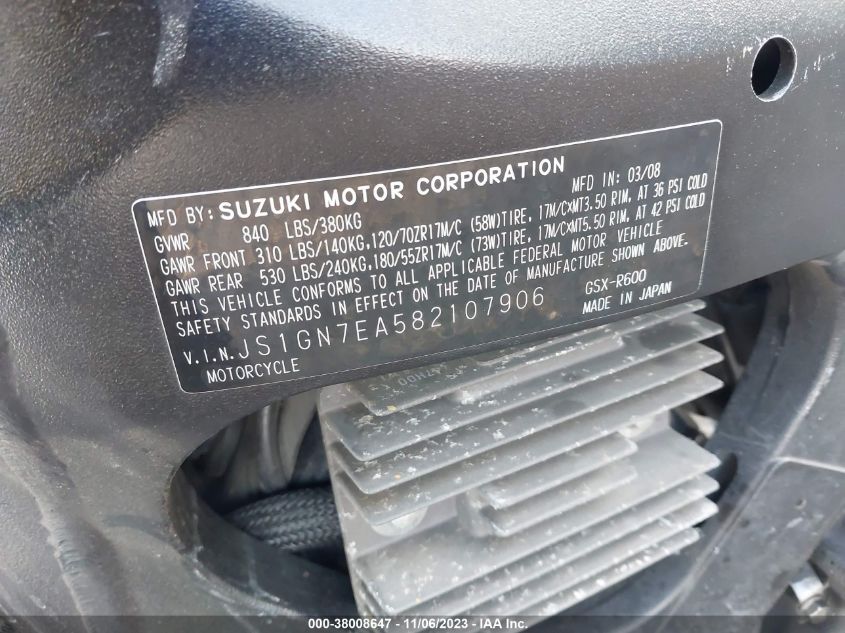 MFD BY: SUZUKI MOTOR CORPORATION MFD IN: 03/08
GVWR 840 LBS/380KG
GAWR FRONT 310 LBS/140KG,120/70ZR17M/C (58W)TIRE, 17M/C×MT3.50 RIM, AT 36 PSI COLD
GAWR REAR 530 LBS/240KG,180/55ZR17M/C (73W)TIRE, 17M/C×MT5.50 RIM, AT 42 PSI COLD
THIS VEHICLE CONFORMS TO ALL APPLICABLE FEDERAL MOTOR VEHICLE
SAFETY STANDARDS IN EFFECT ON THE DATE OF MANUFACTURE SHOWN ABOVE.
V.I.N.JS1GN7EA582107906 GSX-R600
MOTORCYCLE MADE IN JAPAN
000-38008647 - 11/06/2023 - IAA Inc.